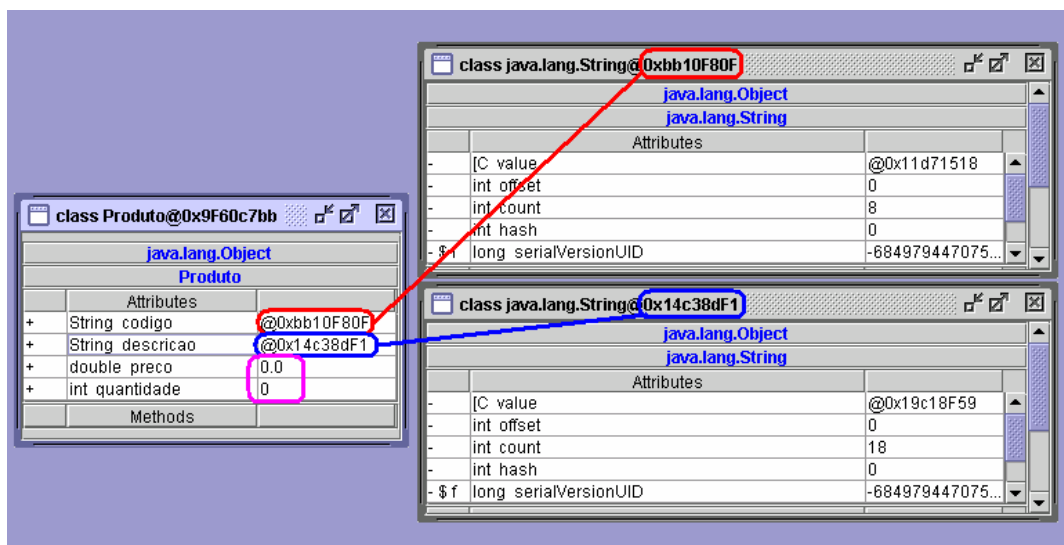 class java.lang.String@0xbb10F80F
java.lang.Object
java.lang.String
Attributes
- [C value @0x11d71518
- int offset 0
- int count 8
- int hash 0
- $ f long serialVersionUID -684979447075...
class Produto@0x9F60c7bb
java.lang.Object
Produto
Attributes
+ String codigo @0xbb10F80F
+ String descricao @0x14c38dF1
+ double preco 0.0
+ int quantidade 0
Methods
class java.lang.String@0x14c38dF1
java.lang.Object
java.lang.String
Attributes
- [C value @0x19c18F59
- int offset 0
- int count 18
- int hash 0
- $ f long serialVersionUID -684979447075...